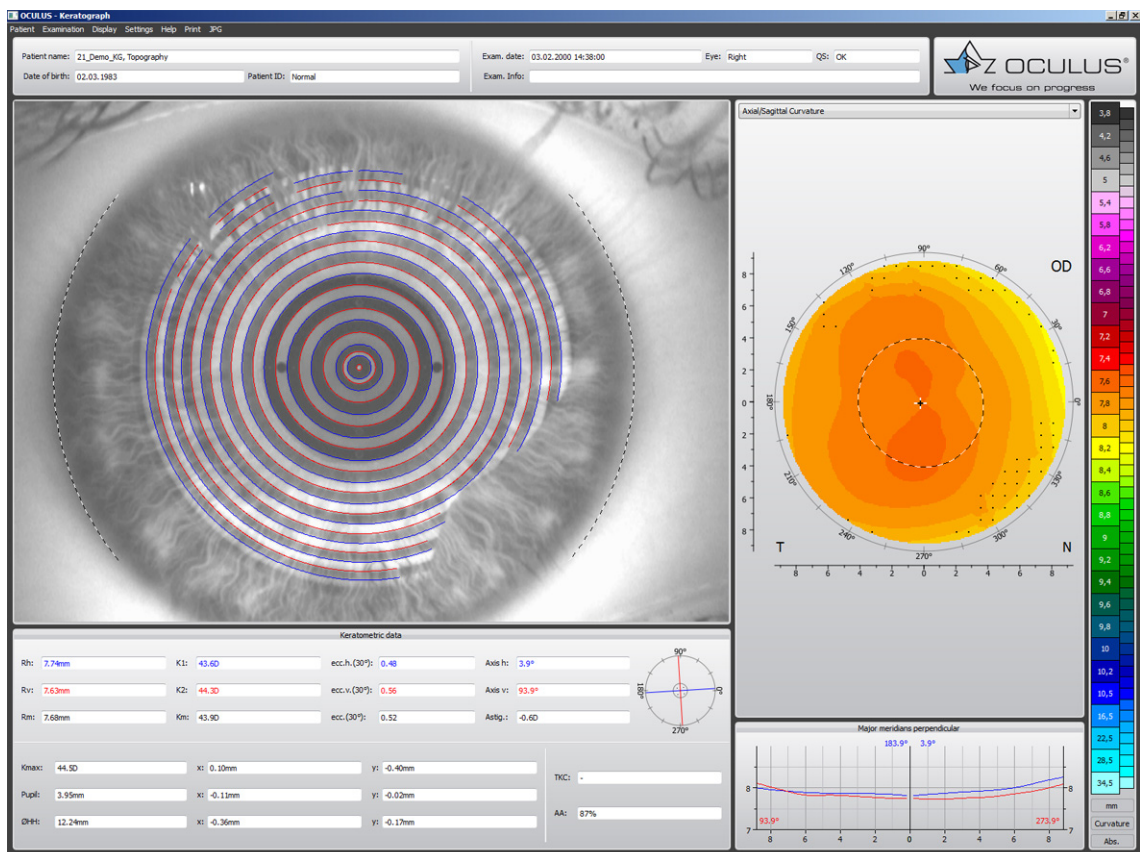 OCULUS - Keratograph
Patient Examination Display Settings Help Print JPG
Patient name: 21_Demo_KG, Topography
Exam. date: 03.02.2000 14:38:00 Eye: Right QS: OK
Date of birth: 02.03.1983 Patient ID: Normal
Exam. Info:
OCULUS®
We focus on progress
Axial/Sagittal Curvature
OD
90°
120° 60°
150° 30°
180° 0°
210° 330°
240° 300°
270°
8
6
4
2
0
2
4
6
8
T N
8 6 4 2 0 2 4 6 8
3,8
4,2
4,6
5
5,4
5,8
6,2
6,6
6,8
7
7,2
7,4
7,6
7,8
8
8,2
8,4
8,6
8,8
9
9,2
9,4
9,6
9,8
10
10,2
10,5
16,5
22,5
28,5
34,5
mm
Curvature
Abs.
Keratometric data
Rh: 7.74mm K1: 43.6D ecc.h.(30°): 0.48 Axis h: 3.9°
Rv: 7.63mm K2: 44.3D ecc.v.(30°): 0.56 Axis v: 93.9°
Rm: 7.68mm Km: 43.9D ecc.(30°): 0.52 Astig.: -0.6D
90°
180° 0°
270°
Kmax: 44.5D x: 0.10mm y: -0.40mm
Pupil: 3.95mm x: -0.11mm y: -0.02mm
ØHH: 12.24mm x: -0.36mm y: -0.17mm
TKC: -
AA: 87%
Major meridians perpendicular
183.9° 3.9°
8 8
93.9° 273.9°
7 7
8 6 4 2 0 2 4 6 8